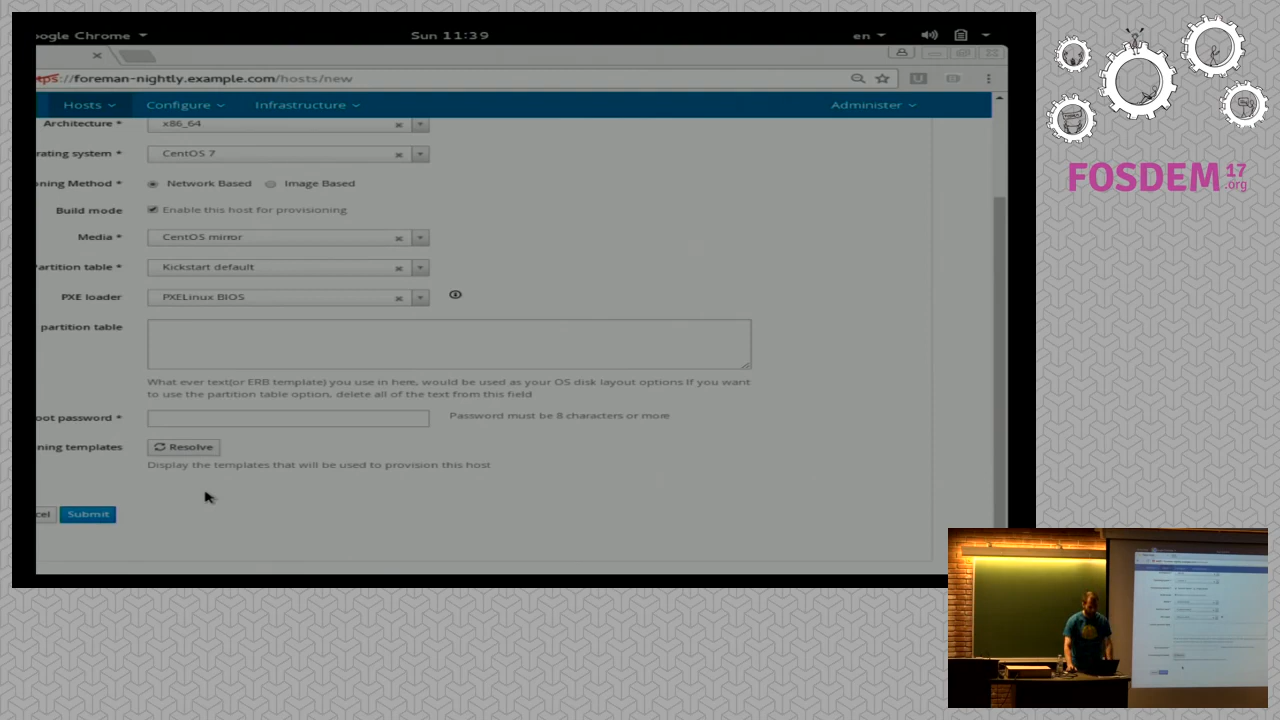 oogle Chrome
Sun 11:39
en
tps://foreman-nightly.example.com/hosts/new
Hosts
Configure
Infrastructure
Administer
Architecture *
x86_64
rating system *
CentOS 7
ning Method *
Network Based
Image Based
Build mode
Enable this host for provisioning
Media *
CentOS mirror
Partition table *
Kickstart default
PXE loader
PXELinux BIOS
partition table
What ever text(or ERB template) you use in here, would be used as your OS disk layout options If you want
to use the partition table option, delete all of the text from this field
oot password *
Password must be 8 characters or more
ning templates
Resolve
Display the templates that will be used to provision this host
cel
Submit
FOSDEM 17
.org